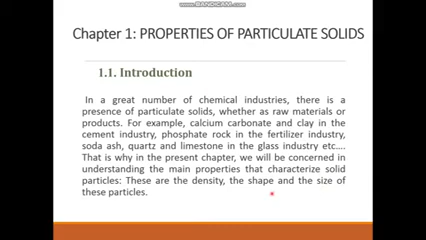 www.BANDICAM.com
Chapter 1: PROPERTIES OF PARTICULATE SOLIDS
1.1. Introduction
In a great number of chemical industries, there is a
presence of particulate solids, whether as raw materials or
products. For example, calcium carbonate and clay in the
cement industry, phosphate rock in the fertilizer industry,
soda ash, quartz and limestone in the glass industry etc....
That is why in the present chapter, we will be concerned in
understanding the main properties that characterize solid
particles: These are the density, the shape and the size of
these particles.